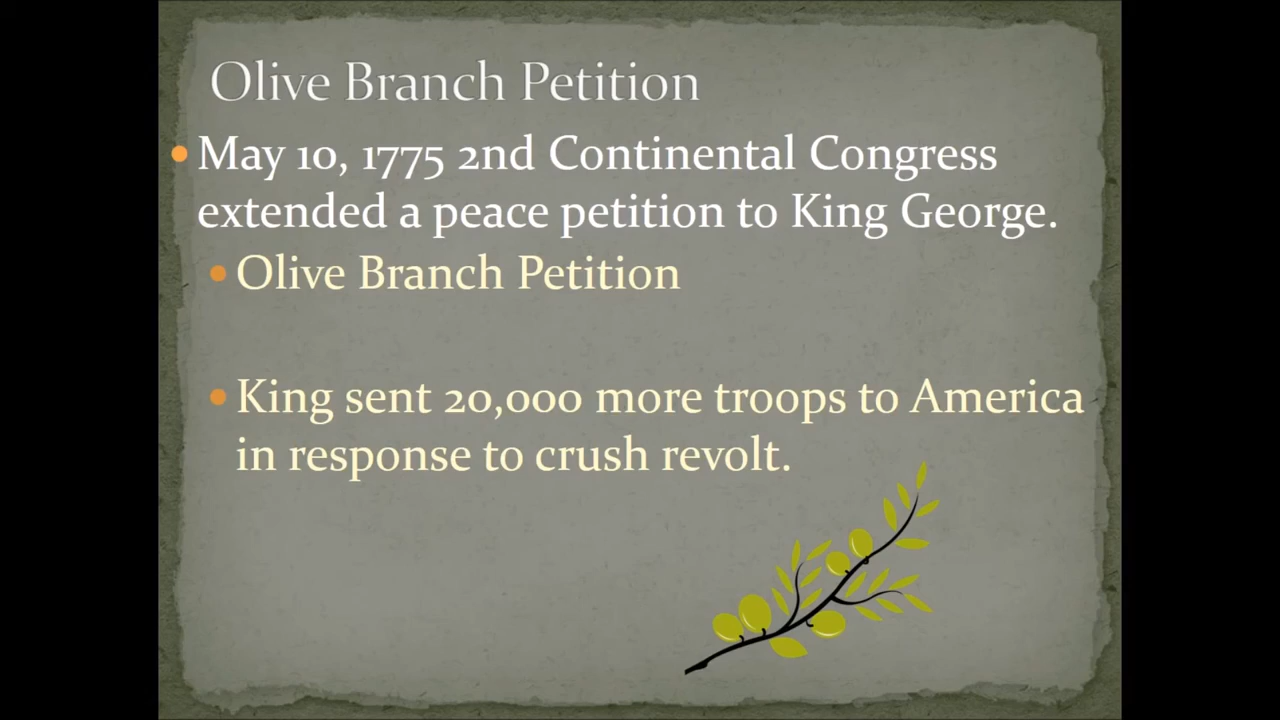 Olive Branch Petition
May 10, 1775 2nd Continental Congress
extended a peace petition to King George.
Olive Branch Petition
King sent 20,000 more troops to America
in response to crush revolt.